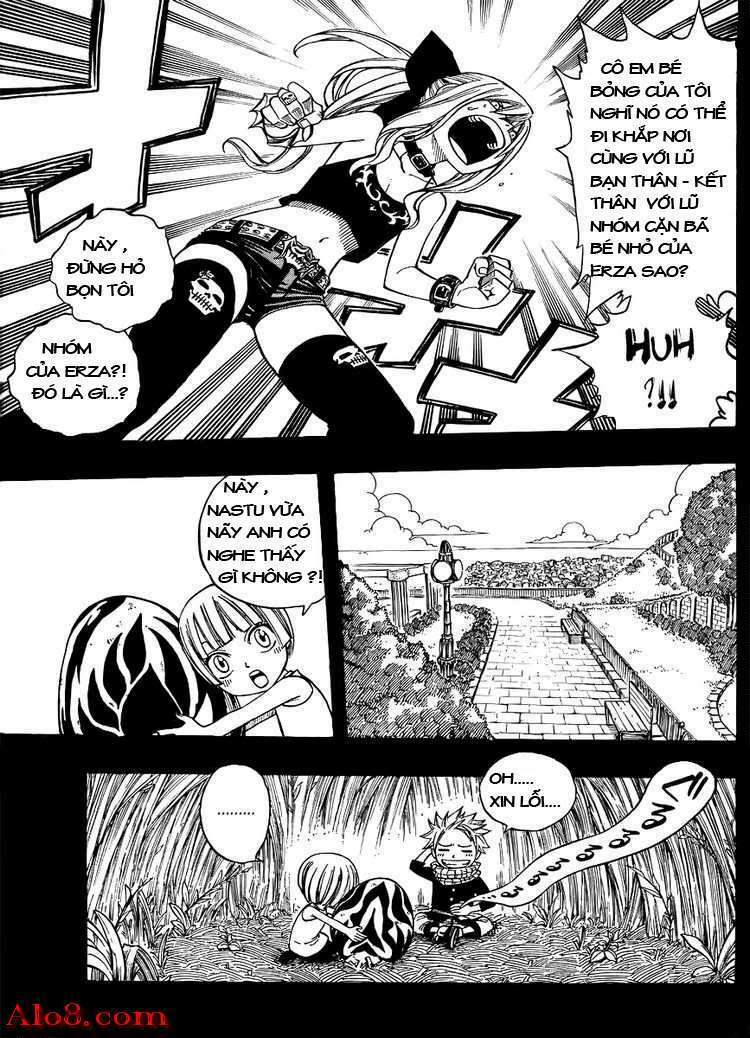 CÔ EM BÉ
BỎNG CỦA TÔI
NGHĨ NÓ CÓ THỂ
ĐI KHẮP NƠI
CÙNG VỚI LŨ
BẠN THÂN - KẾT
THÂN VỚI LŨ
NHÓM CẶN BÃ
BÉ NHỎ CỦA
ERZA SAO?
HUH
?!!!
NÀY ,
ĐỪNG HỎ
BỌN TÔI
NHÓM
CỦA ERZA?!
ĐÓ LÀ GÌ...?
NÀY ,
NASTU VỪA
NÃY ANH CÓ
NGHE THẤY
GÌ KHÔNG ?!
OH.....
XIN LỖI....
.........
Alo8.com